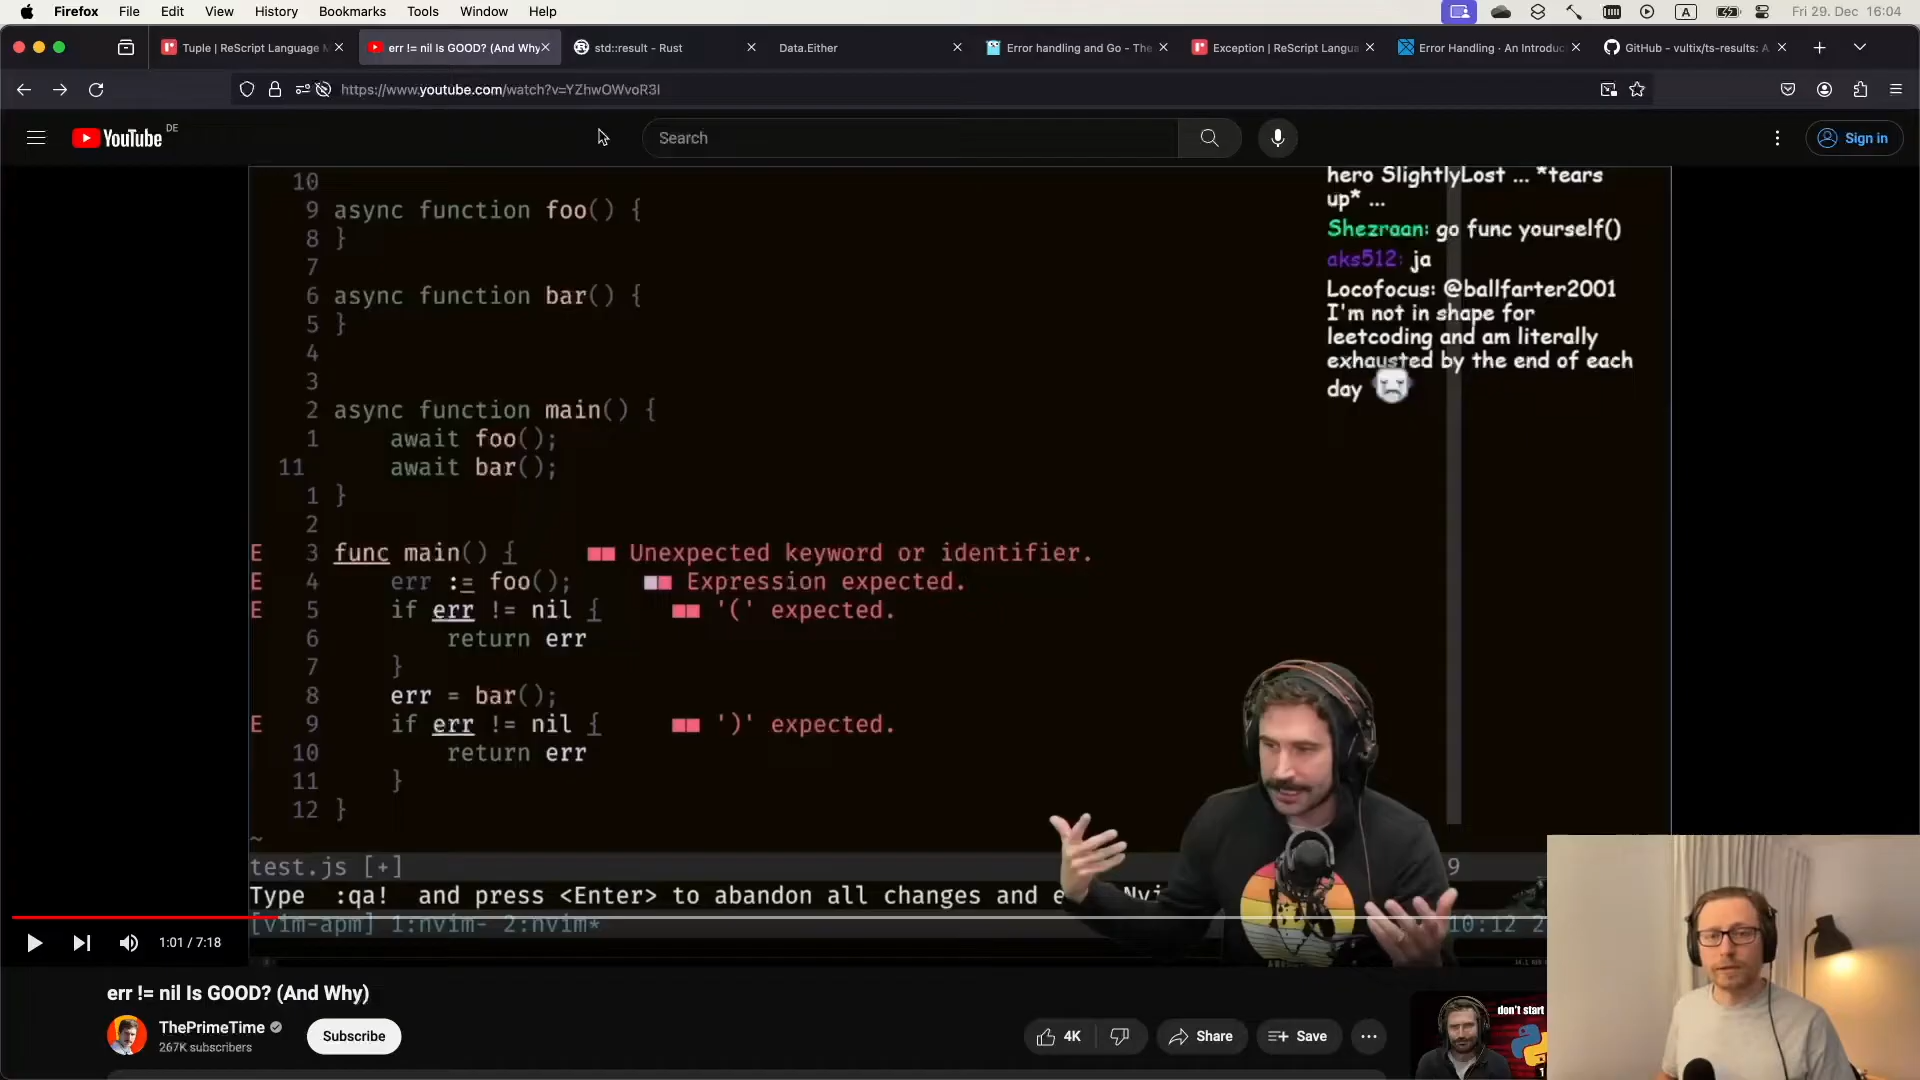 Firefox File Edit View History Bookmarks Tools Window Help
A Fri 29. Dec 16:04
Tuple | ReScript Language M
err != nil Is GOOD? (And Why
std::result - Rust
Data.Either
Error handling and Go - The
Exception | ReScript Langua
Error Handling · An Introduc
GitHub - vultix/ts-results: A
https://www.youtube.com/watch?v=YZhwOWvoR3I
YouTube DE
Search
Sign in
10
9 async function foo() {
8 }
7
6 async function bar() {
5 }
4
3
2 async function main() {
1 await foo();
11 await bar();
1 }
2
E 3 func main() { Unexpected keyword or identifier.
E 4 err := foo(); Expression expected.
E 5 if err != nil { '(' expected.
6 return err
7 }
8 err = bar();
E 9 if err != nil { ')' expected.
10 return err
11 }
12 }
~
test.js [+] 9
Type :qa! and press <Enter> to abandon all changes and e Nvi
[vim-apm] 1:nvim- 2:nvim* 10:12 2
hero SlightlyLost ... *tears
up* ...
Shezraan: go func yourself()
aks512: ja
Locofocus: @ballfarter2001
I'm not in shape for
leetcoding and am literally
exhausted by the end of each
day
1:01 / 7:18
err != nil Is GOOD? (And Why)
ThePrimeTime
267K subscribers
Subscribe
4K
Share
Save
don't start